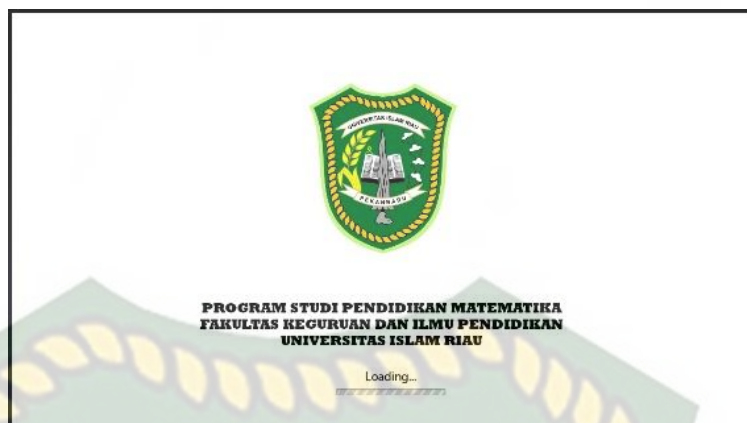 UNIVERSITAS ISLAM RIAU
PEKANBARU
PROGRAM STUDI PENDIDIKAN MATEMATIKA
FAKULTAS KEGURUAN DAN ILMU PENDIDIKAN
UNIVERSITAS ISLAM RIAU
Loading...